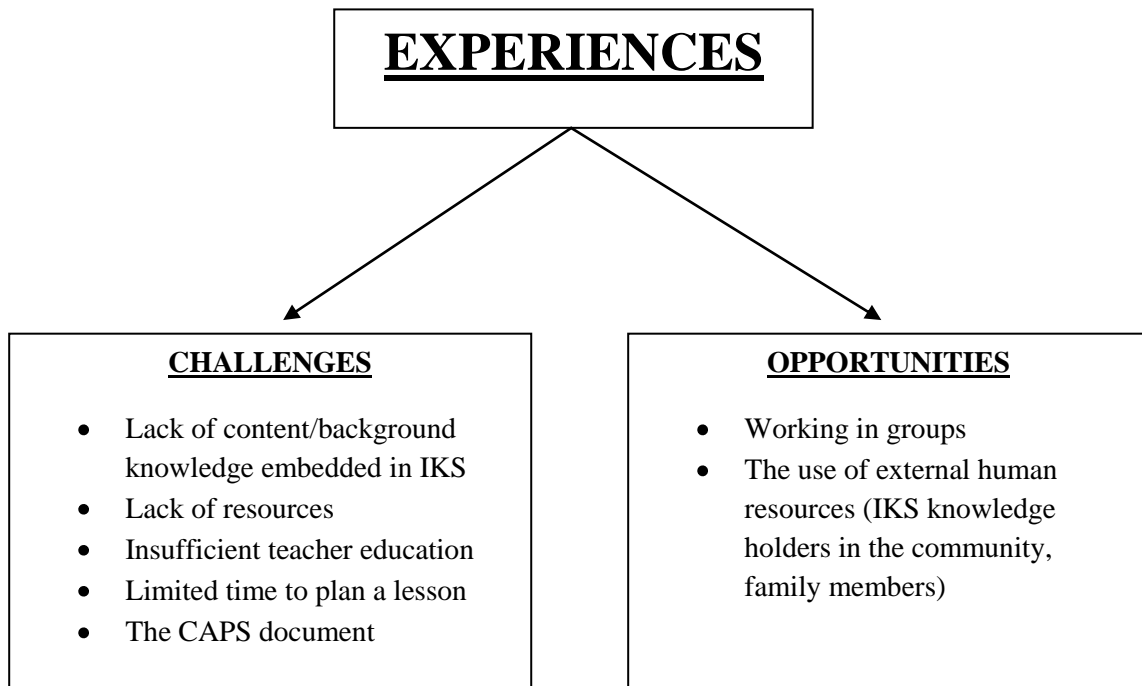 EXPERIENCES
CHALLENGES
• Lack of content/background
knowledge embedded in IKS
• Lack of resources
• Insufficient teacher education
• Limited time to plan a lesson
• The CAPS document
OPPORTUNITIES
• Working in groups
• The use of external human
resources (IKS knowledge
holders in the community,
family members)